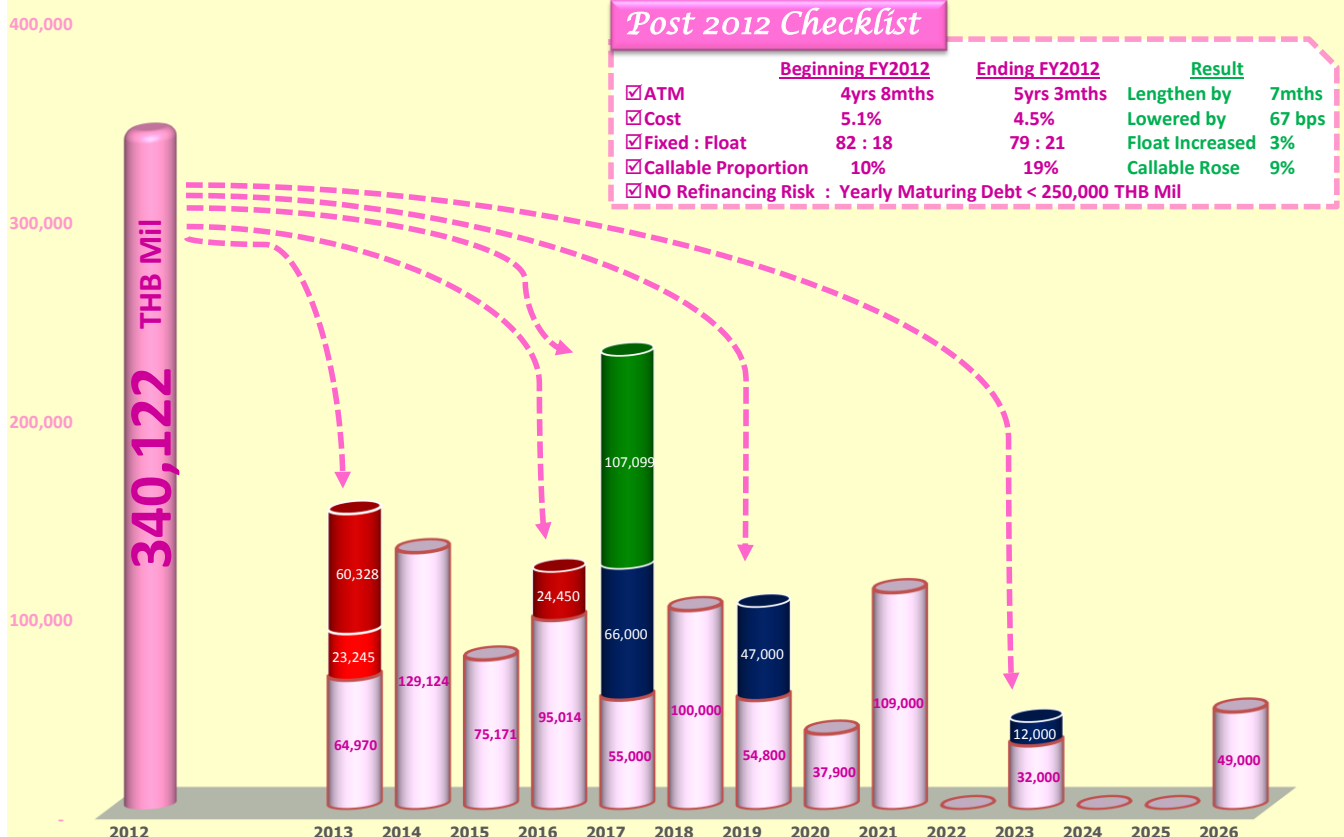 400,000
300,000
200,000
100,000
-
Post 2012 Checklist
Beginning FY2012 Ending FY2012 Result
☑ATM 4yrs 8mths 5yrs 3mths Lengthen by 7mths
☑Cost 5.1% 4.5% Lowered by 67 bps
☑Fixed : Float 82 : 18 79 : 21 Float Increased 3%
☑Callable Proportion 10% 19% Callable Rose 9%
☑NO Refinancing Risk : Yearly Maturing Debt < 250,000 THB Mil
340,122 THB Mil
60,328
23,245
64,970
129,124
75,171
24,450
95,014
107,099
66,000
55,000
100,000
47,000
54,800
37,900
109,000
12,000
32,000
49,000
2012 2013 2014 2015 2016 2017 2018 2019 2020 2021 2022 2023 2024 2025 2026